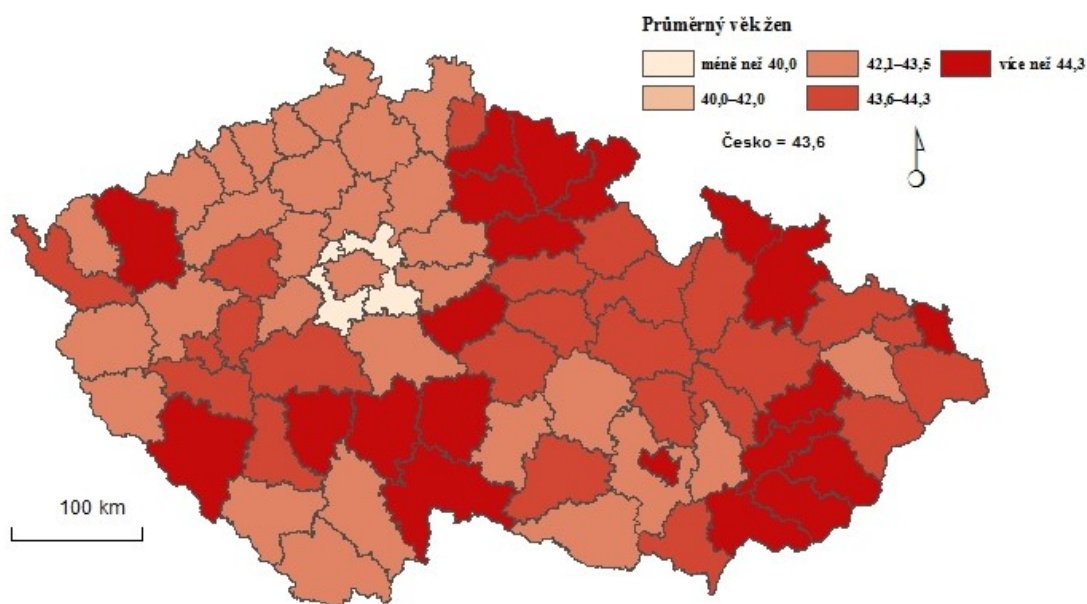 Průměrný věk žen
méně než 40,0
42,1–43,5
více než 44,3
40,0–42,0
43,6–44,3
Česko = 43,6
100 km